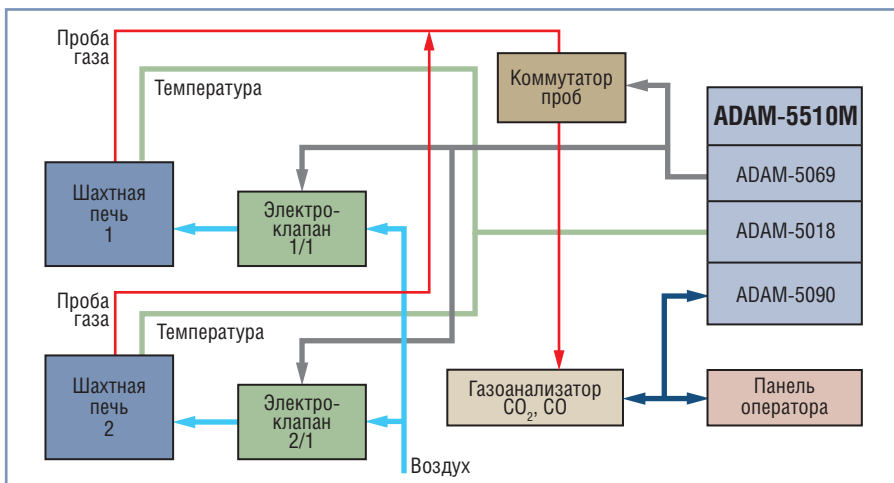 Проба
газа
Температура
Коммутатор
проб
ADAM-5510M
ADAM-5069
ADAM-5018
ADAM-5090
Шахтная
печь
1
Электро-
клапан
1/1
Проба
газа
Температура
Шахтная
печь
2
Электро-
клапан
2/1
Газоанализатор
CO₂, CO
Панель
оператора
Воздух